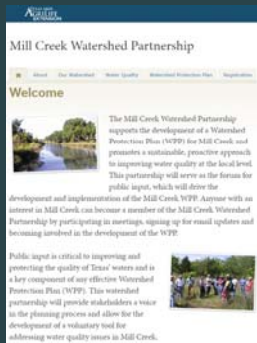 TEXAS A&M
AGRILIFE
EXTENSION
Mill Creek Watershed Partnership
About Our Watershed Water Quality Watershed Protection Plan Registration
Welcome
The Mill Creek Watershed Partnership
supports the development of a Watershed
Protection Plan (WPP) for Mill Creek and
promotes a sustainable, proactive approach
to improving water quality at the local level.
This partnership will serve as the forum for
public input, which will drive the
development and implementation of the Mill Creek WPP. Anyone with an
interest in Mill Creek can become a member of the Mill Creek Watershed
Partnership by participating in meetings, signing up for email updates and
becoming involved in the development of the WPP.
Public input is critical to improving and
protecting the quality of Texas' waters and is
a key component of any effective Watershed
Protection Plan (WPP). This watershed
partnership will provide stakeholders a voice
in the planning process and allow for the
development of a voluntary tool for
addressing water quality issues in Mill Creek.